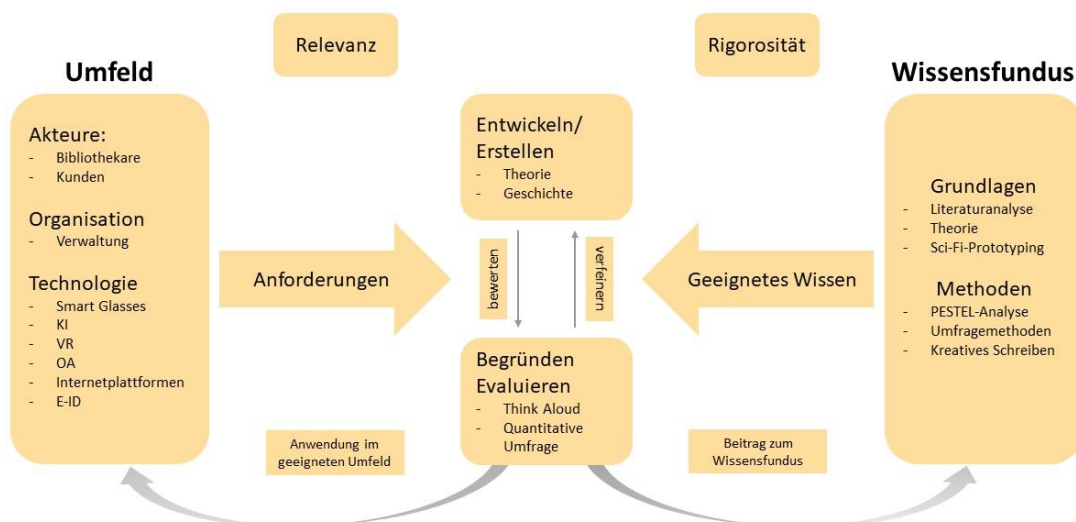 Relevanz
Rigorosität
Umfeld
Wissensfundus
Akteure:
- Bibliothekare
- Kunden
Organisation
- Verwaltung
Technologie
- Smart Glasses
- KI
- VR
- OA
- Internetplattformen
- E-ID
Anforderungen
Entwickeln/
Erstellen
- Theorie
- Geschichte
bewerten
verfeinern
Begründen
Evaluieren
- Think Aloud
- Quantitative
Umfrage
Geeignetes Wissen
Grundlagen
- Literaturanalyse
- Theorie
- Sci-Fi-Prototyping
Methoden
- PESTEL-Analyse
- Umfragemethoden
- Kreatives Schreiben
Anwendung im
geeigneten Umfeld
Beitrag zum
Wissensfundus